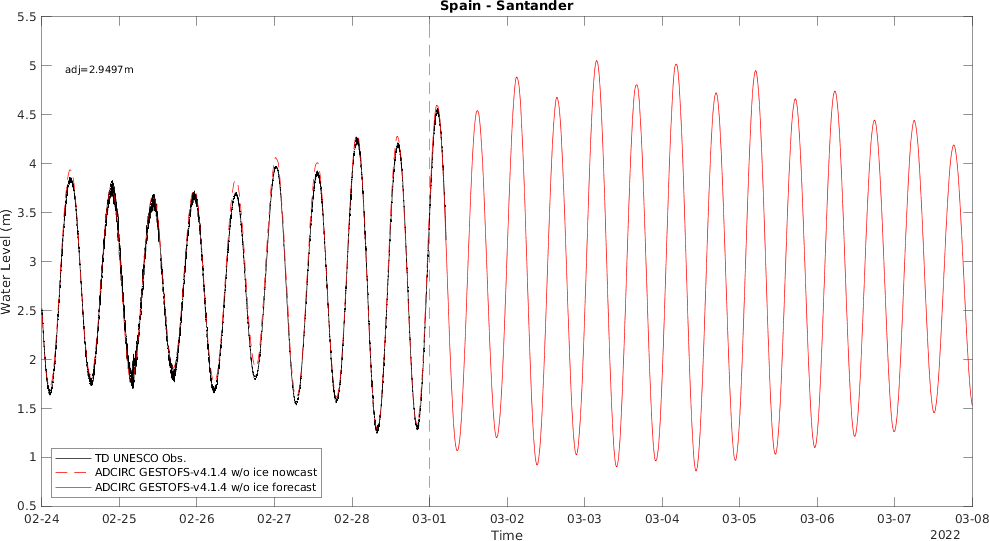 Spain - Santander
5.5
5
4.5
4
3.5
3
2.5
2
1.5
1
0.5
Water Level (m)
adj=2.9497m
TD UNESCO Obs.
ADCIRC GESTOFS-v4.1.4 w/o ice nowcast
ADCIRC GESTOFS-v4.1.4 w/o ice forecast
02-24 02-25 02-26 02-27 02-28 03-01 03-02 03-03 03-04 03-05 03-06 03-07 03-08
Time
2022